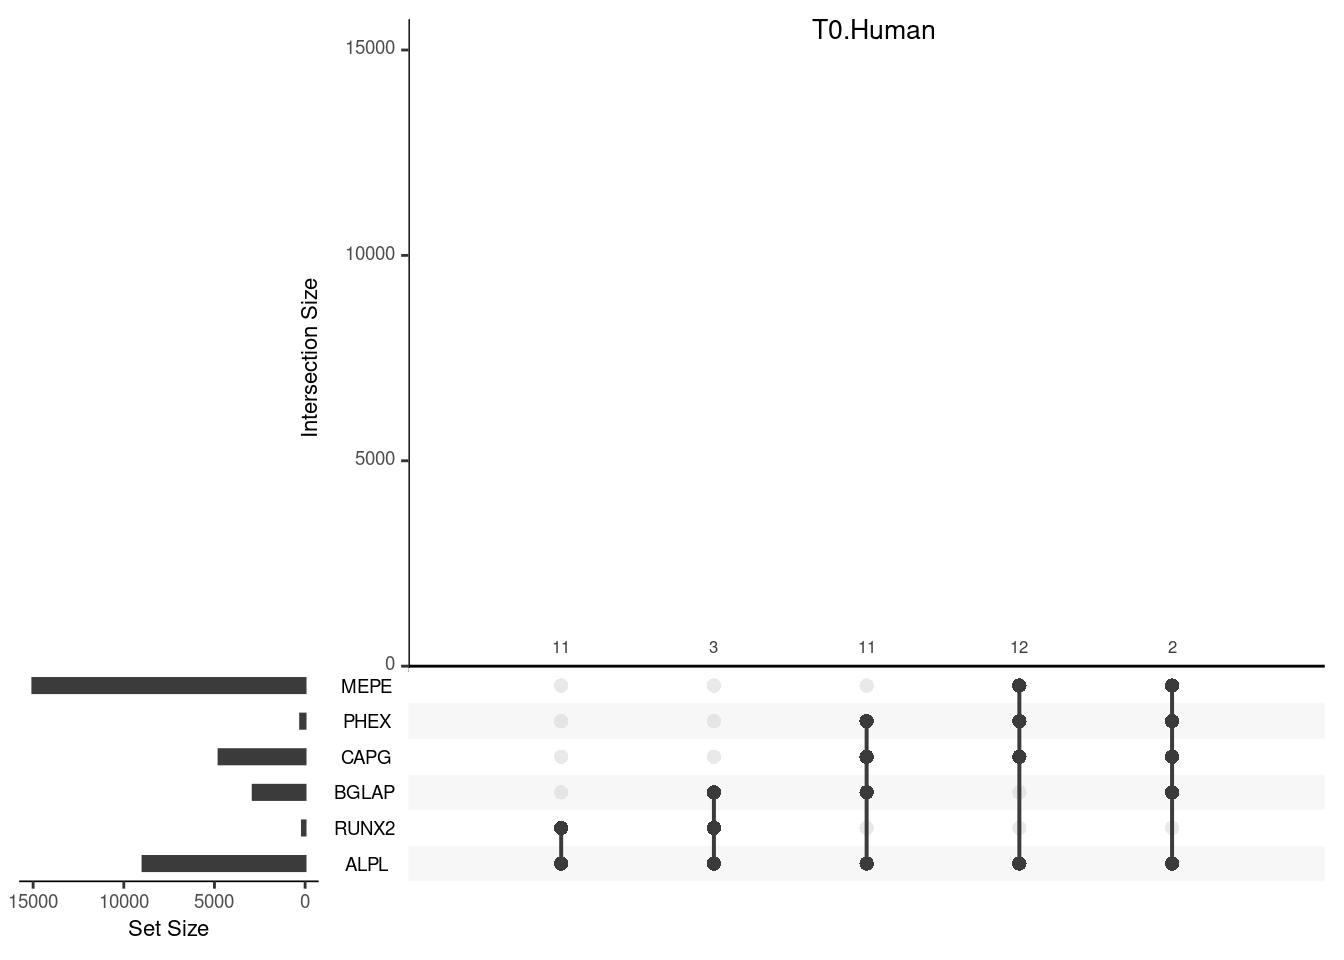 T0.Human
15000
10000
5000
0
Intersection Size
11 3 11 12 2
MEPE
PHEX
CAPG
BGLAP
RUNX2
ALPL
15000 10000 5000 0
Set Size